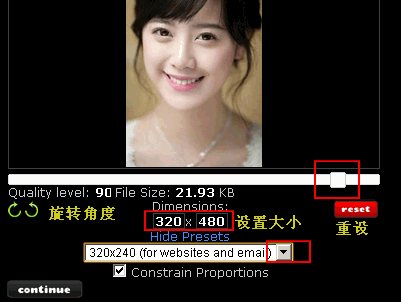 Quality level: 90 File Size: 21.93 KB
旋转角度
Dimensions:
320 x 480
设置大小
reset
重设
Hide Presets
320x240 (for websites and email)
Constrain Proportions
continue